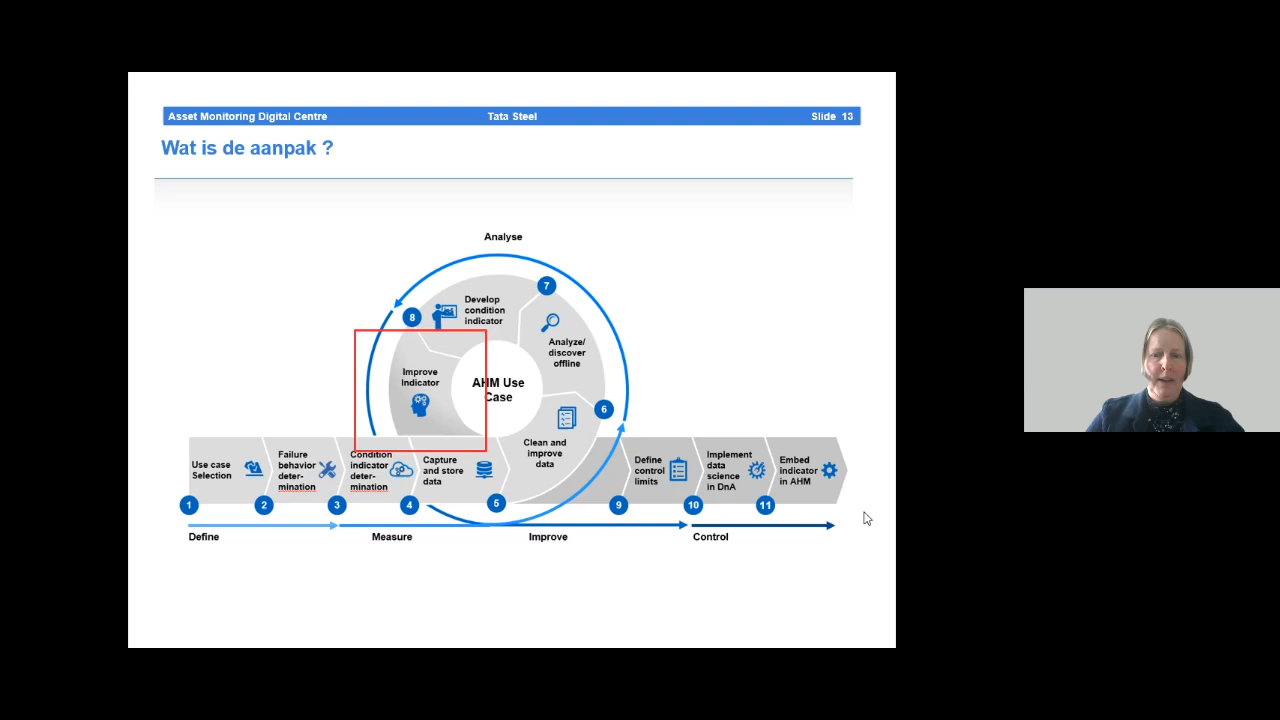 Asset Monitoring Digital Centre Tata Steel Slide 13
Wat is de aanpak ?
Analyse
7
Develop
condition
indicator
8
Analyze/
discover
offline
Improve
Indicator
AHM Use
Case
6
Clean and
improve
data
Use case
Selection
Failure
behavior
deter-
mination
Condition
indicator
deter-
mination
Capture
and store
data
Define
control
limits
Implement
data
science
in DnA
Embed
indicator
in AHM
1 2 3 4 5 9 10 11
Define Measure Improve Control